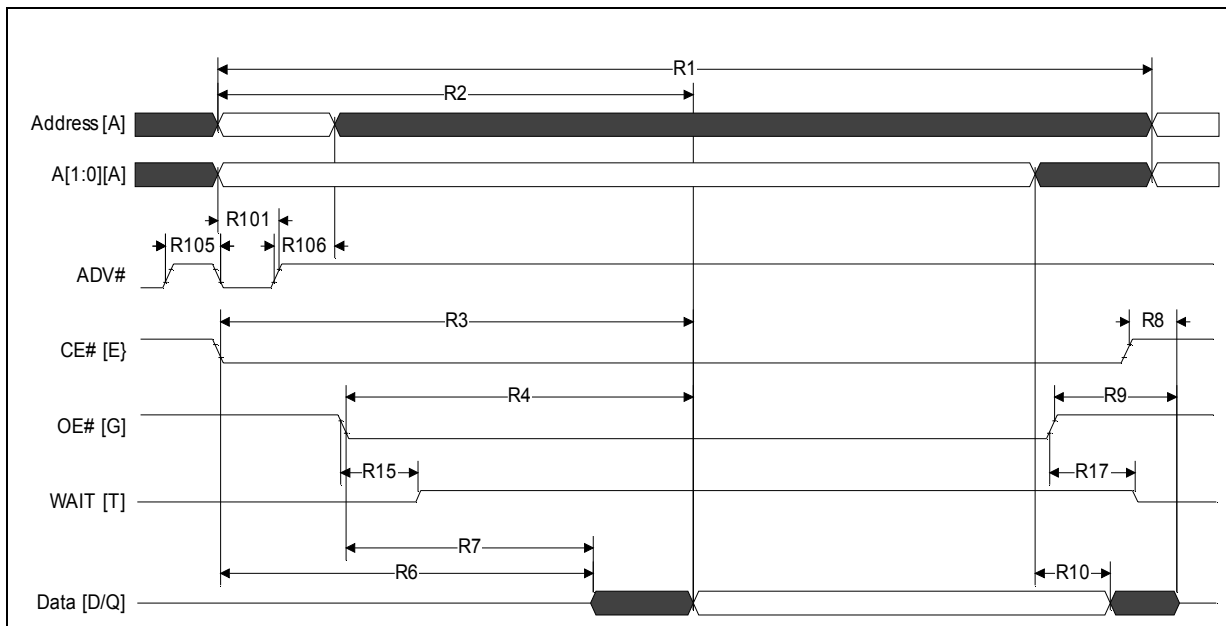 R1
R2
Address [A]
A[1:0][A]
R101
R105
R106
ADV#
R3
R8
CE# [E}
R4
R9
OE# [G]
R15
R17
WAIT [T]
R7
R6
R10
Data [D/Q]